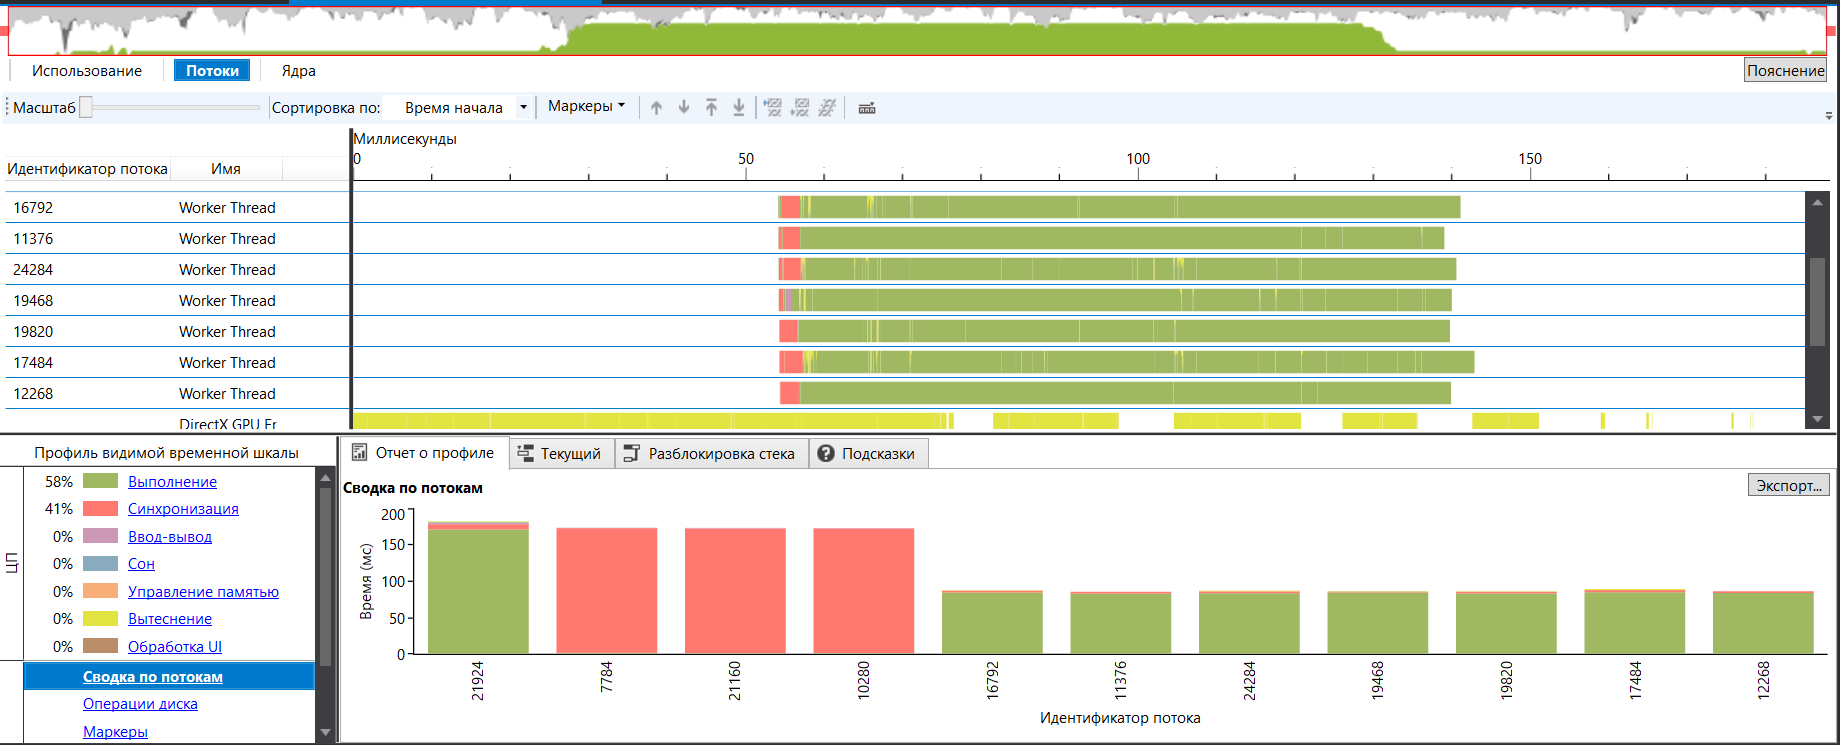 Использование
Потоки
Ядра
Пояснение
Масштаб
Сортировка по:
Время начала
Маркеры
Миллисекунды
0
50
100
150
Идентификатор потока
Имя
16792 Worker Thread
11376 Worker Thread
24284 Worker Thread
19468 Worker Thread
19820 Worker Thread
17484 Worker Thread
12268 Worker Thread
DirectX GPU Er
Профиль видимой временной шкалы
ЦП
58% Выполнение
41% Синхронизация
0% Ввод-вывод
0% Сон
0% Управление памятью
0% Вытеснение
0% Обработка UI
Сводка по потокам
Операции диска
Маркеры
Отчет о профиле
Текущий
Разблокировка стека
Подсказки
Сводка по потокам
Экспорт...
Время (мс)
200
150
100
50
0
21924
7784
21160
10280
16792
11376
24284
19468
19820
17484
12268
Идентификатор потока